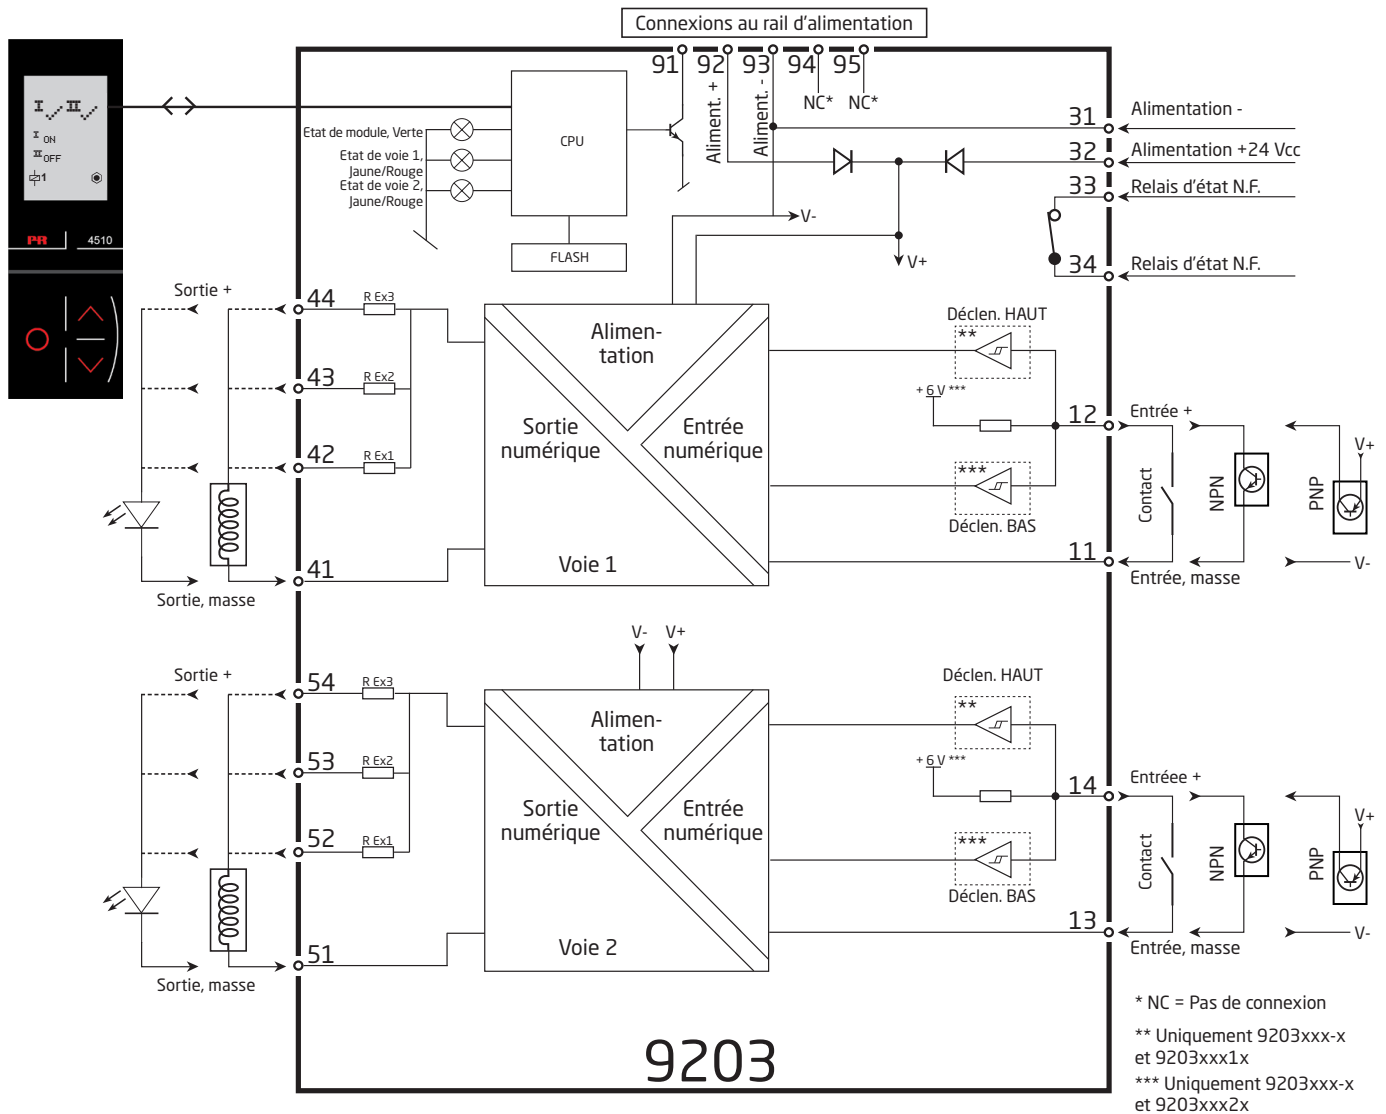 Connexions au rail d'alimentation
91 92 93 94 95
Aliment. +
Aliment. -
NC* NC*
I II
I ON
II OFF
1
PR 4510
CPU
FLASH
Etat de module, Verte
Etat de voie 1,
Jaune/Rouge
Etat de voie 2,
Jaune/Rouge
31 Alimentation -
32 Alimentation +24 Vcc
33 Relais d'état N.F.
34 Relais d'état N.F.
V-
V+
Sortie +
44 R Ex3
43 R Ex2
42 R Ex1
41
Sortie, masse
Alimen-
tation
Sortie
numérique
Entrée
numérique
Voie 1
Déclen. HAUT
**
+ 6 V ***
***
Déclen. BAS
12 Entrée +
11
Entrée, masse
Contact
NPN
PNP
V+
V-
V- V+
Sortie +
54 R Ex3
53 R Ex2
52 R Ex1
51
Sortie, masse
Alimen-
tation
Sortie
numérique
Entrée
numérique
Voie 2
Déclen. HAUT
**
+ 6 V ***
***
Déclen. BAS
14 Entréee +
13
Entrée, masse
Contact
NPN
PNP
V+
V-
9203
* NC = Pas de connexion
** Uniquement 9203xxx-x
et 9203xxx1x
*** Uniquement 9203xxx-x
et 9203xxx2x